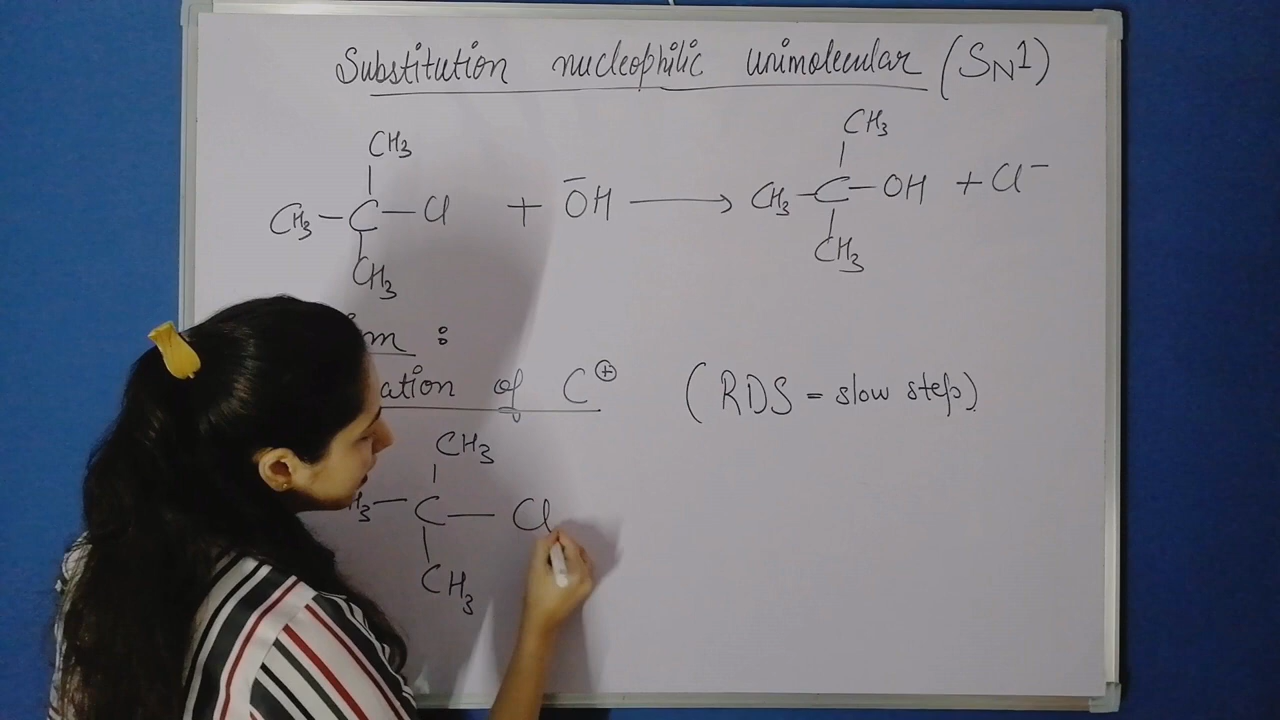 Substitution nucleophilic unimolecular (SN1)
CH3 CH3
CH3 - C - Cl + OH⁻ ⟶ CH3 - C - OH + Cl⁻
CH3 CH3
:
of C⊕ (RDS = slow step)
CH3
- C - Cl
CH3